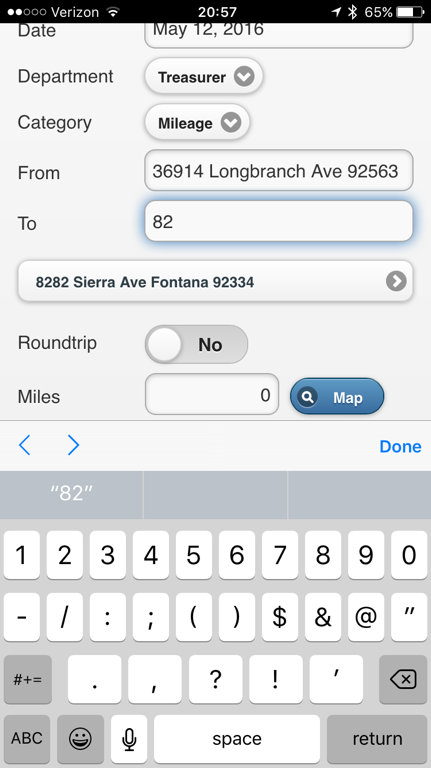 Verizon 20:57 65%
Date May 12, 2016
Department Treasurer
Category Mileage
From 36914 Longbranch Ave 92563
To 82
8282 Sierra Ave Fontana 92334
Roundtrip No
Miles 0 Map
Done
“82”
1 2 3 4 5 6 7 8 9 0
- / : ; ( ) $ & @ "
#+= . , ? ! '
ABC space return